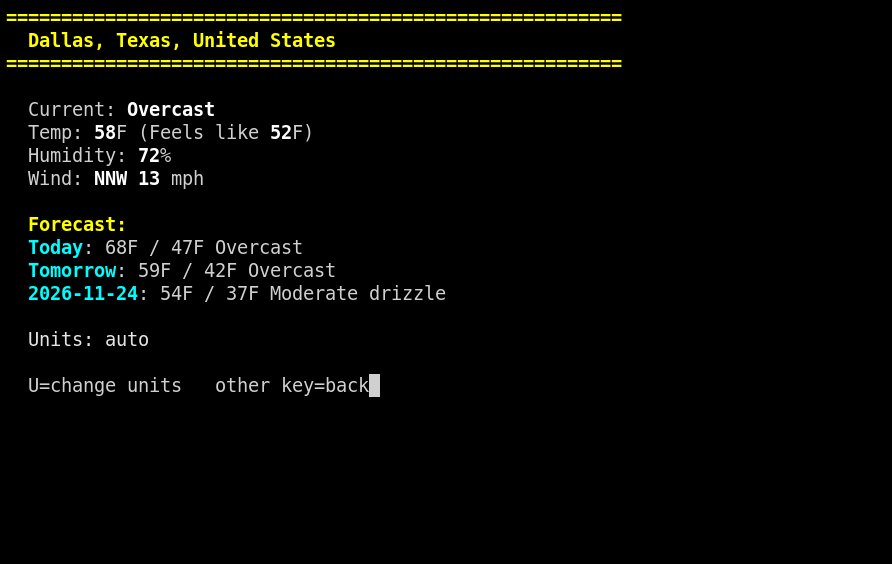 ========================================================
Dallas, Texas, United States
========================================================
Current: Overcast
Temp: 58F (Feels like 52F)
Humidity: 72%
Wind: NNW 13 mph
Forecast:
Today: 68F / 47F Overcast
Tomorrow: 59F / 42F Overcast
2026-11-24: 54F / 37F Moderate drizzle
Units: auto
U=change units   other key=back